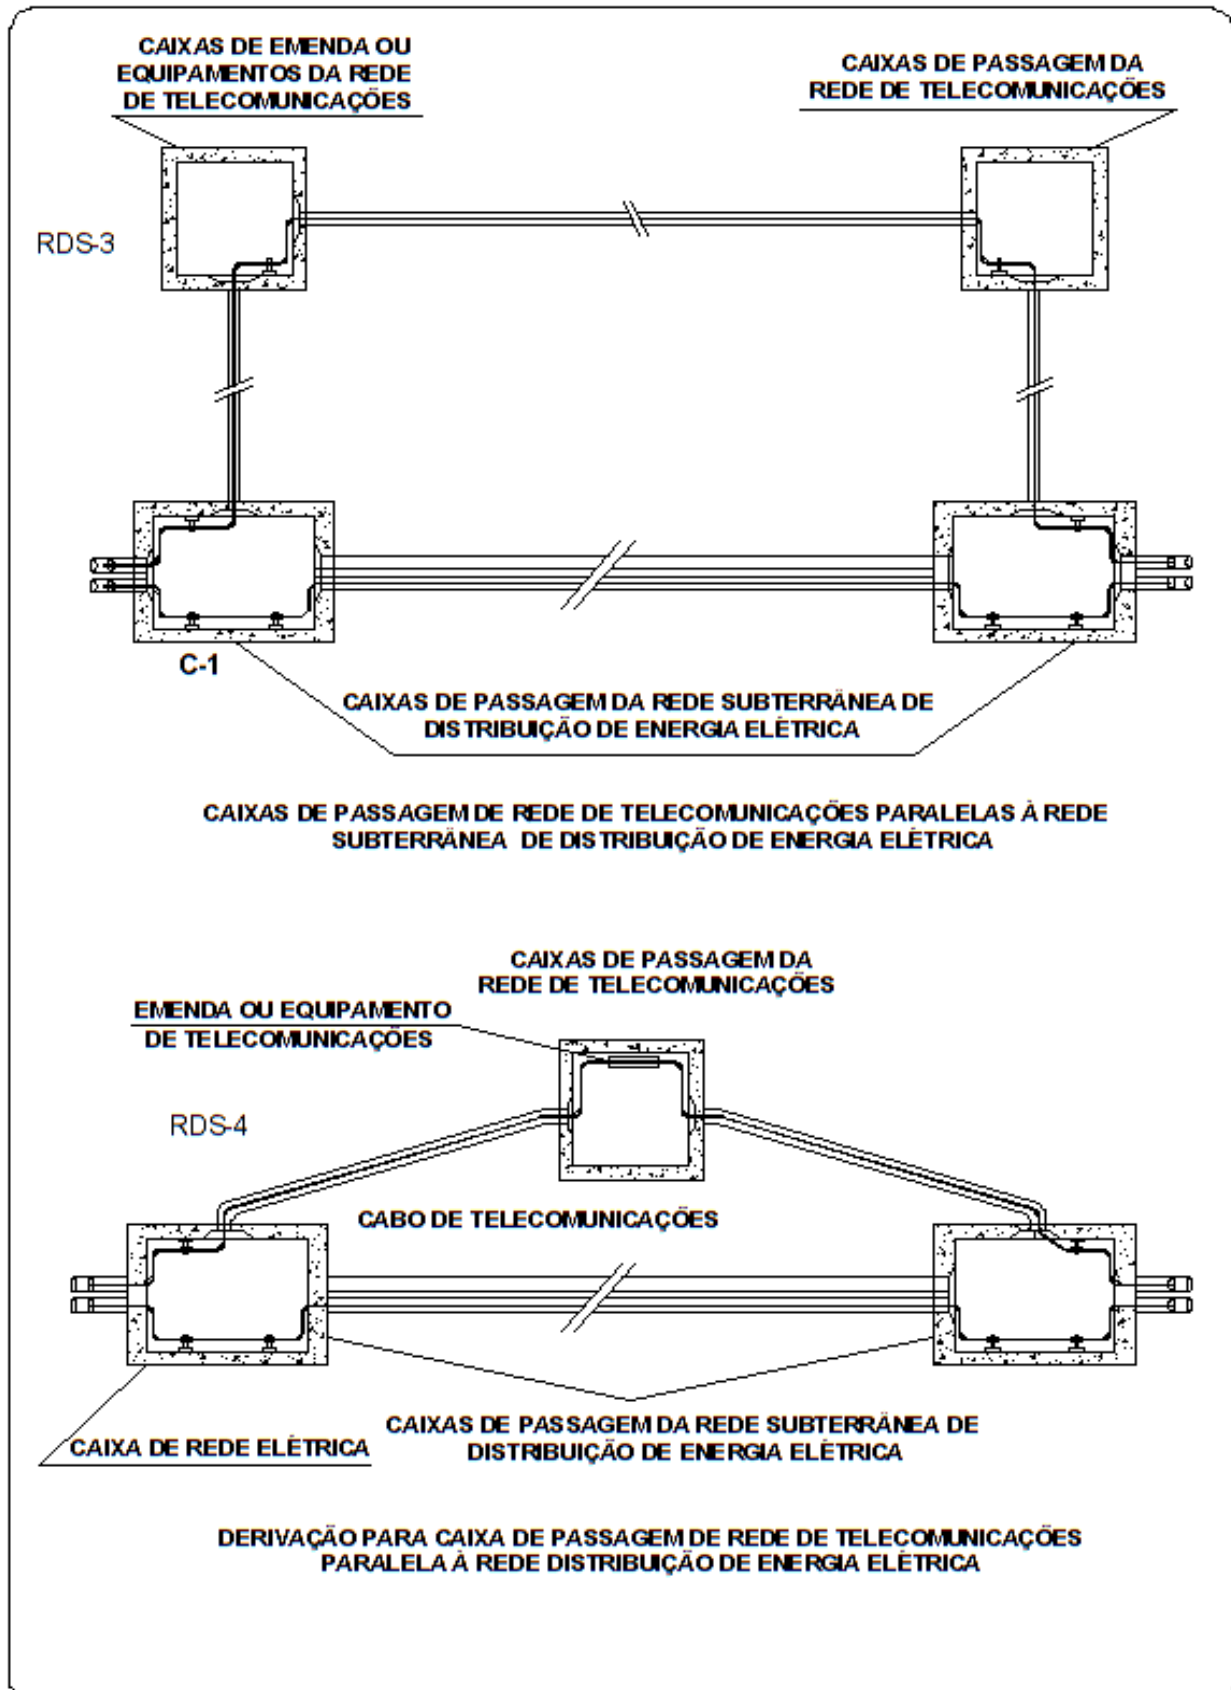 CAIXAS DE EMENDA OU
EQUIPAMENTOS DA REDE
DE TELECOMUNICAÇÕES
CAIXAS DE PASSAGEM DA
REDE DE TELECOMUNICAÇÕES
RDS-3
C-1
CAIXAS DE PASSAGEM DA REDE SUBTERRÂNEA DE
DISTRIBUIÇÃO DE ENERGIA ELÉTRICA
CAIXAS DE PASSAGEM DE REDE DE TELECOMUNICAÇÕES PARALELAS À REDE
SUBTERRÂNEA DE DISTRIBUIÇÃO DE ENERGIA ELÉTRICA
CAIXAS DE PASSAGEM DA
REDE DE TELECOMUNICAÇÕES
EMENDA OU EQUIPAMENTO
DE TELECOMUNICAÇÕES
RDS-4
CABO DE TELECOMUNICAÇÕES
CAIXAS DE PASSAGEM DA REDE SUBTERRÂNEA DE
DISTRIBUIÇÃO DE ENERGIA ELÉTRICA
CAIXA DE REDE ELÉTRICA
DERIVAÇÃO PARA CAIXA DE PASSAGEM DE REDE DE TELECOMUNICAÇÕES
PARALELA À REDE DISTRIBUIÇÃO DE ENERGIA ELÉTRICA